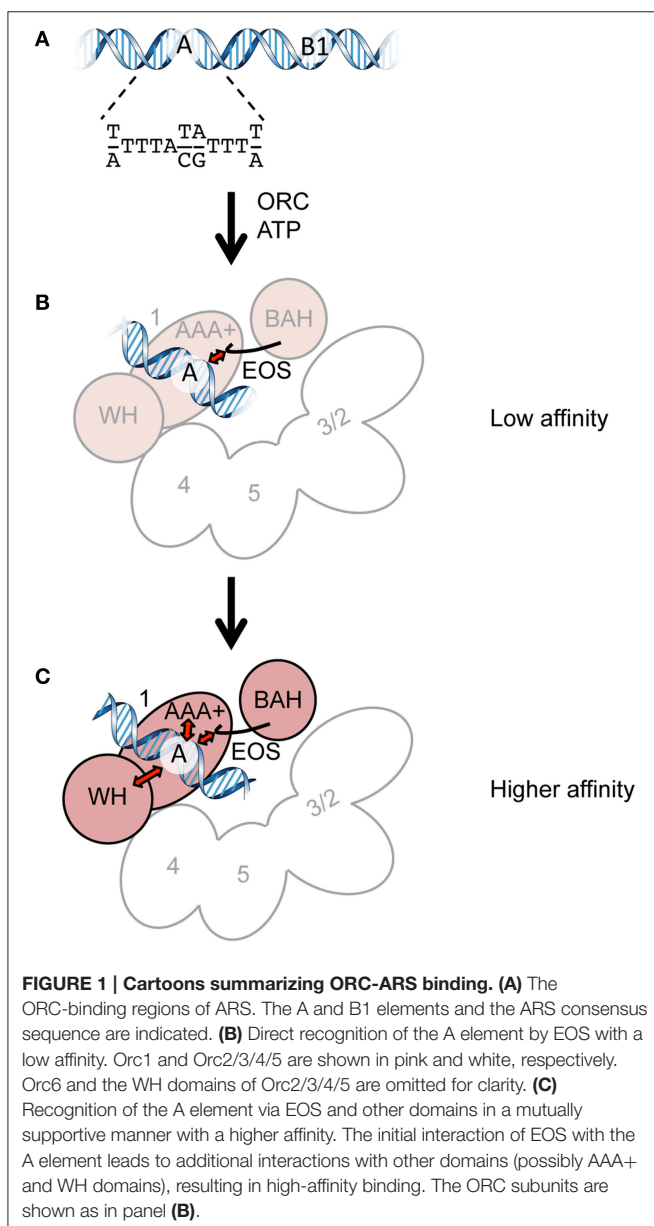 A
A B1
T TA T
TTTTA TTT
A CG A
ORC
ATP
B
1
AAA+
BAH
A
EOS
WH
3/2
Low affinity
4
5
C
1
AAA+
BAH
A
EOS
WH
3/2
Higher affinity
4
5
FIGURE 1 | Cartoons summarizing ORC-ARS binding. (A) The
ORC-binding regions of ARS. The A and B1 elements and the ARS consensus
sequence are indicated. (B) Direct recognition of the A element by EOS with a
low affinity. Orc1 and Orc2/3/4/5 are shown in pink and white, respectively.
Orc6 and the WH domains of Orc2/3/4/5 are omitted for clarity. (C)
Recognition of the A element via EOS and other domains in a mutually
supportive manner with a higher affinity. The initial interaction of EOS with the
A element leads to additional interactions with other domains (possibly AAA+
and WH domains), resulting in high-affinity binding. The ORC subunits are
shown as in panel (B).